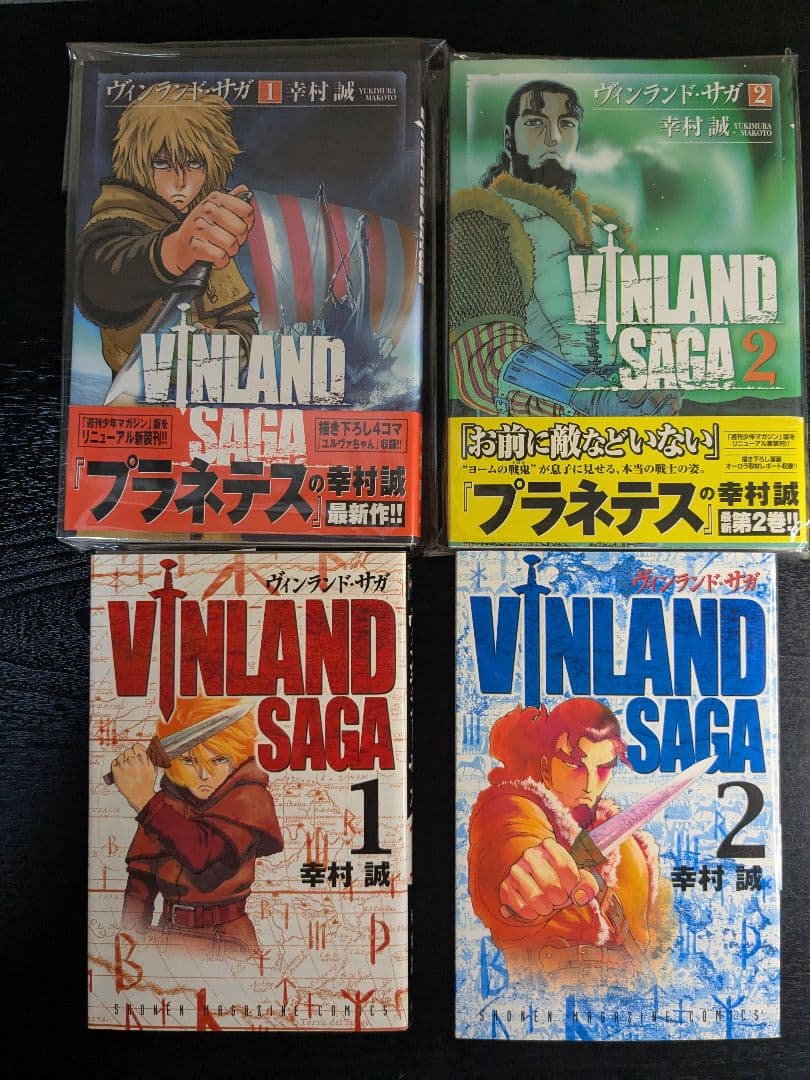 ヴィンランド・サガ 1 幸村 誠 YUKIMURA MAKOTO
VINLAND
SAGA
「週刊少年マガジン」版を
リニューアル新装刊!!
描き下ろし4コマ
「ユルヴァちゃん」収録!!
『プラネテス』の幸村誠
最新作!!
ヴィンランド・サガ 2
幸村 誠 YUKIMURA MAKOTO
VINLAND
SAGA 2
『お前に敵などいない』
「週刊少年マガジン」版を
リニューアル新装刊!!
“ヨームの戦鬼”が息子に見せる、本当の戦士の姿。
描き下ろし漫画
オーロラ取材レポート収録!!
『プラネテス』の幸村誠
最新第2巻!!
ヴィンランド・サガ
VINLAND
SAGA
1
幸村 誠
SHONEN MAGAZINE COMICS
ヴィンランド・サガ
VINLAND
SAGA
2
幸村 誠
SHONEN MAGAZINE COMICS